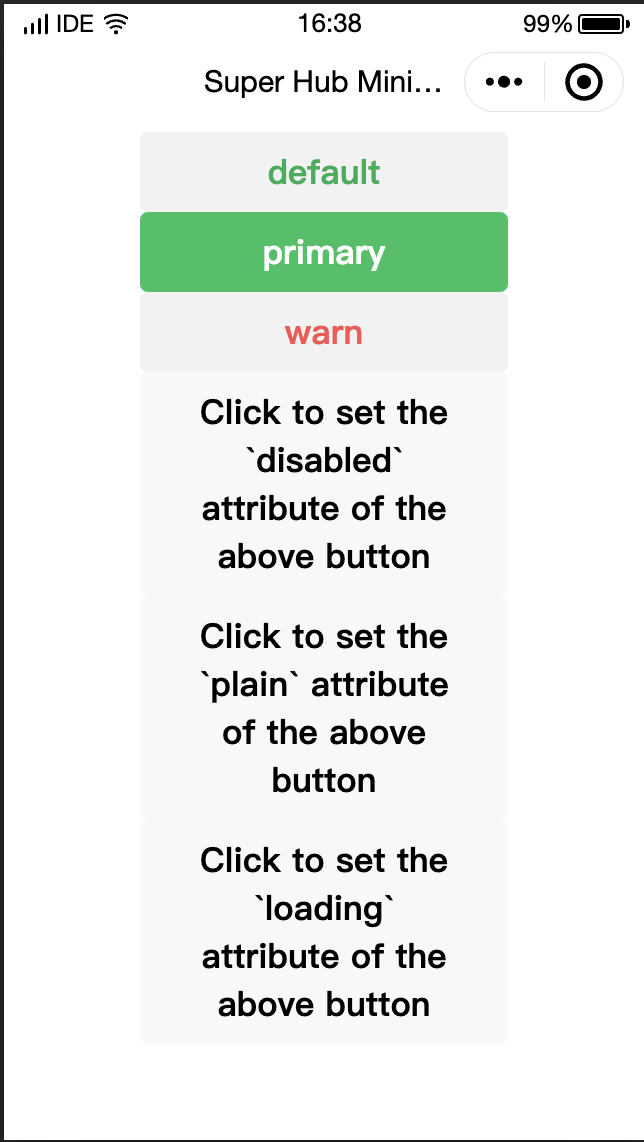 IDE 16:38 99%
Super Hub Mini...
default
primary
warn
Click to set the
`disabled`
attribute of the
above button
Click to set the
`plain` attribute
of the above
button
Click to set the
`loading`
attribute of the
above button